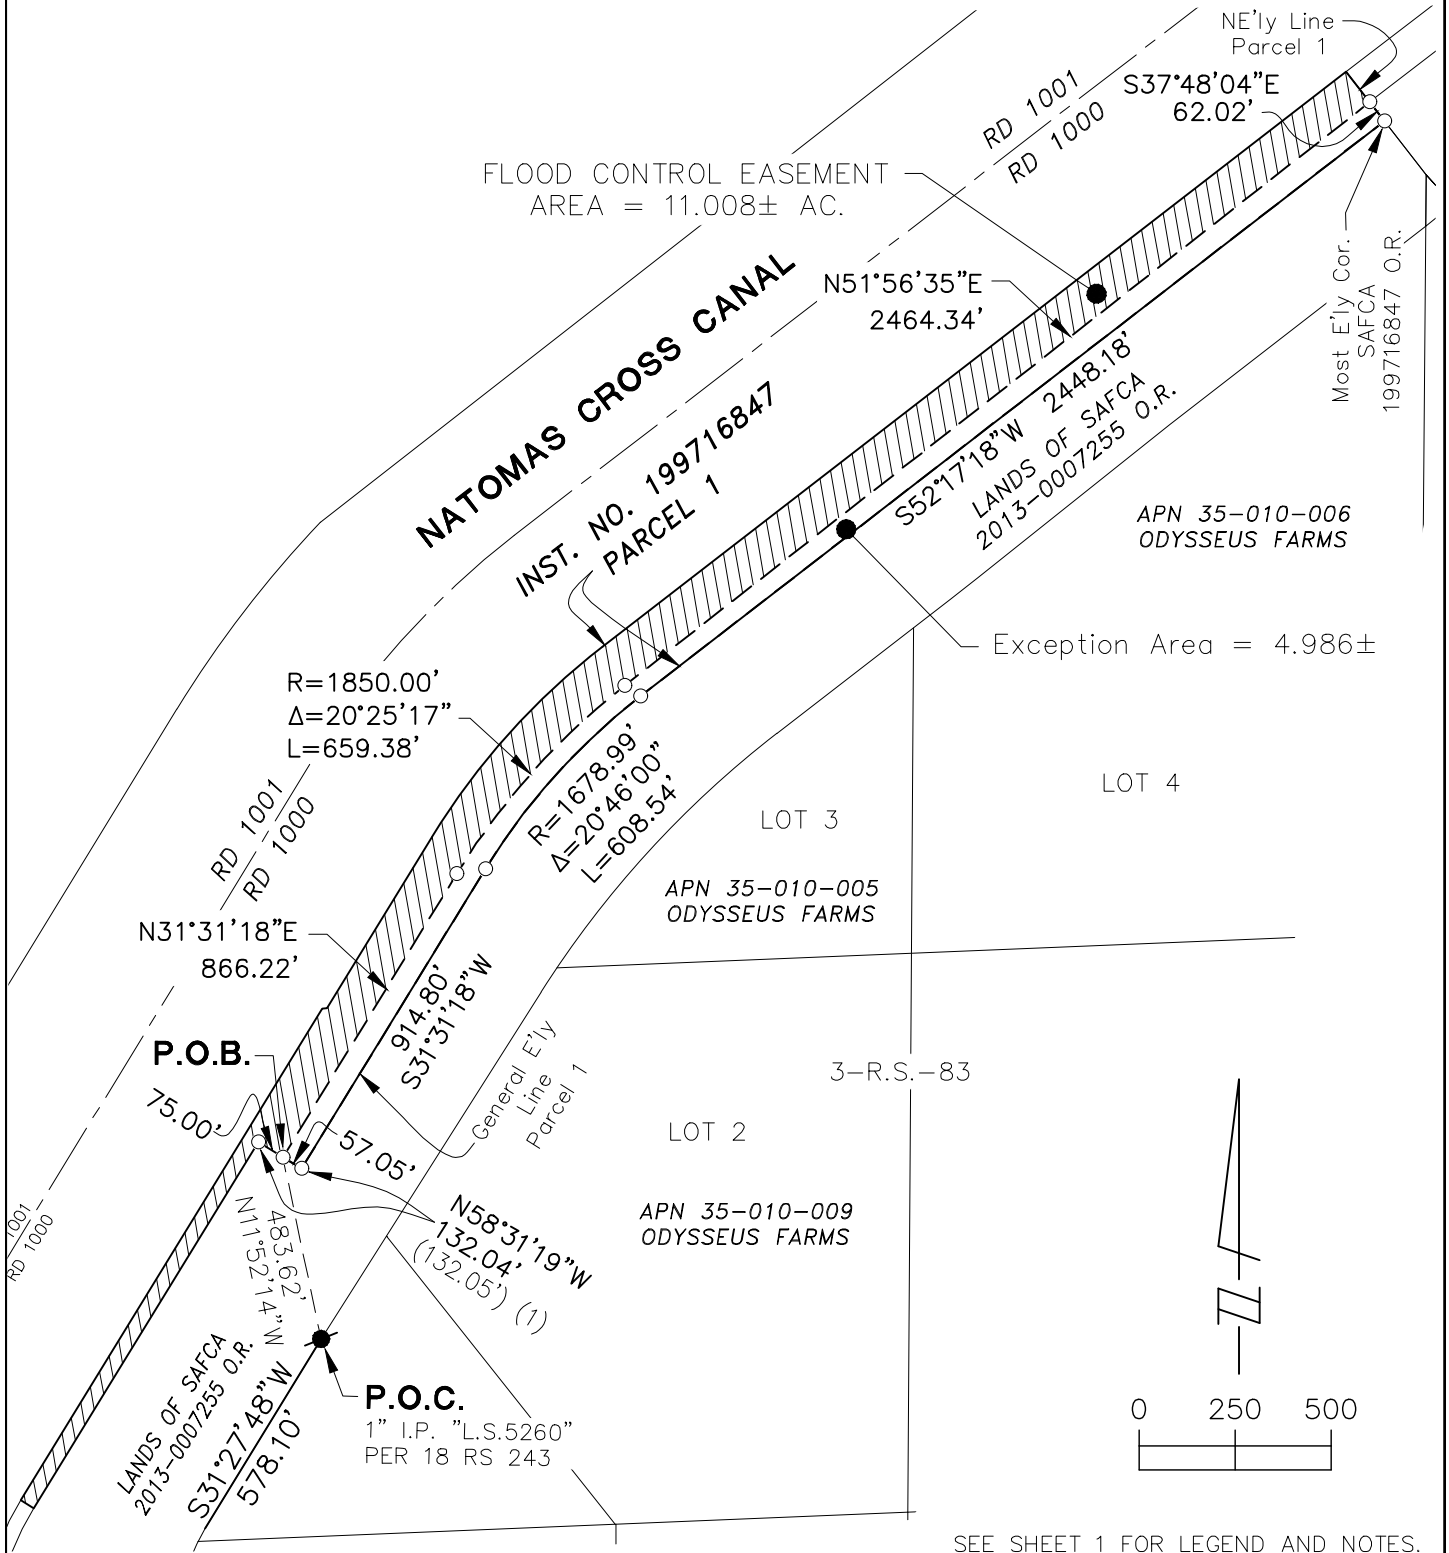 NE'ly Line
Parcel 1
S37°48'04"E
62.02'
RD 1001
RD 1000
FLOOD CONTROL EASEMENT
AREA = 11.008± AC.
N51°56'35"E
2464.34'
Most E'ly Cor.
SAFCA
199716847 O.R.
NATOMAS CROSS CANAL
INST. NO. 199716847
PARCEL 1
S52°17'18"W 2448.18'
LANDS OF SAFCA
2013-0007255 O.R.
APN 35-010-006
ODYSSEUS FARMS
Exception Area = 4.986±
R=1850.00'
Δ=20°25'17"
L=659.38'
R=1678.99'
Δ=20°46'00"
L=608.54'
LOT 4
LOT 3
RD 1001
RD 1000
APN 35-010-005
ODYSSEUS FARMS
N31°31'18"E
866.22'
914.80'
S31°31'18"W
P.O.B.
75.00'
General E'ly
Line
Parcel 1
3-R.S.-83
LOT 2
57.05'
N58°31'19"W
132.04'
(132.05') (1)
APN 35-010-009
ODYSSEUS FARMS
1001
RD 1000
483.62'
N11°52'14"W
LANDS OF SAFCA
2013-0007255 O.R.
S31°27'48"W
578.10'
P.O.C.
1" I.P. "L.S.5260"
PER 18 RS 243
N
0 250 500
SEE SHEET 1 FOR LEGEND AND NOTES.